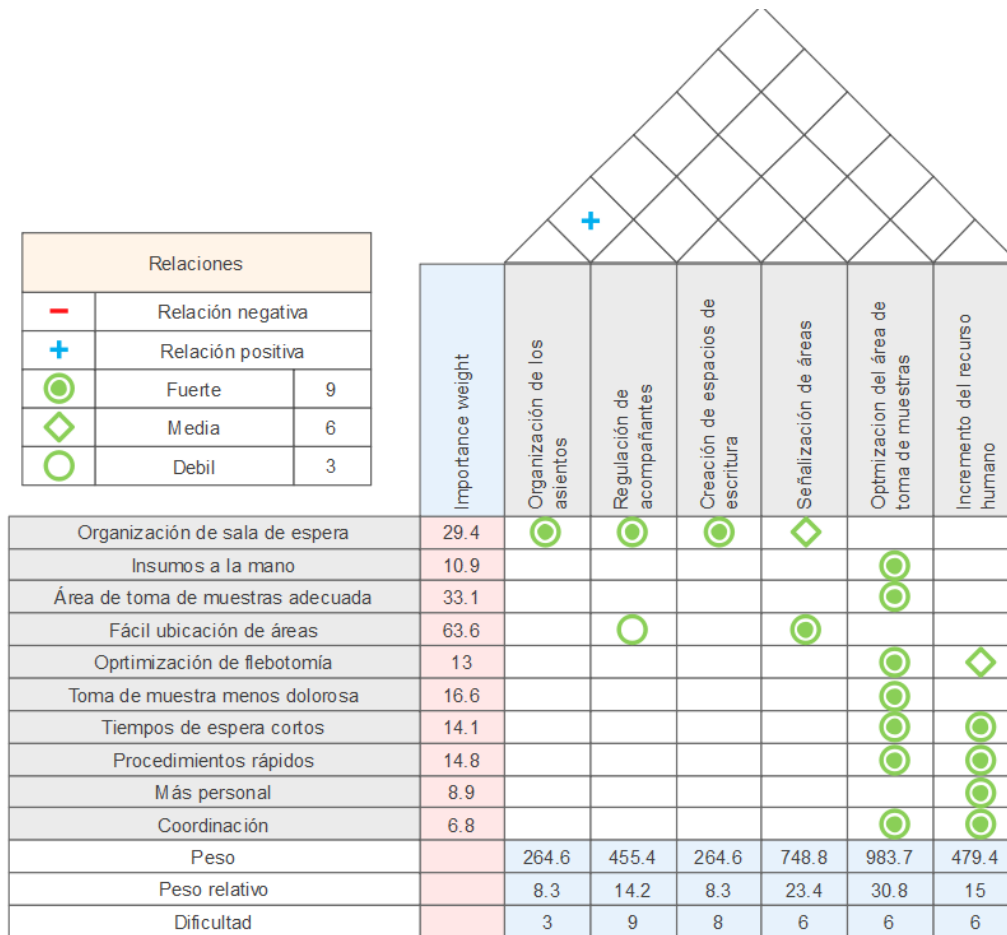 Relaciones
Relación negativa
Relación positiva
Fuerte 9
Media 6
Debil 3
Importance weight
Organización de los
asientos
Regulación de
acompañantes
Creación de espacios de
escritura
Señalización de áreas
Optmizacion del área de
toma de muestras
Incremento del recurso
humano
Organización de sala de espera 29.4
Insumos a la mano 10.9
Área de toma de muestras adecuada 33.1
Fácil ubicación de áreas 63.6
Oprtimización de flebotomía 13
Toma de muestra menos dolorosa 16.6
Tiempos de espera cortos 14.1
Procedimientos rápidos 14.8
Más personal 8.9
Coordinación 6.8
Peso 264.6 455.4 264.6 748.8 983.7 479.4
Peso relativo 8.3 14.2 8.3 23.4 30.8 15
Dificultad 3 9 8 6 6 6